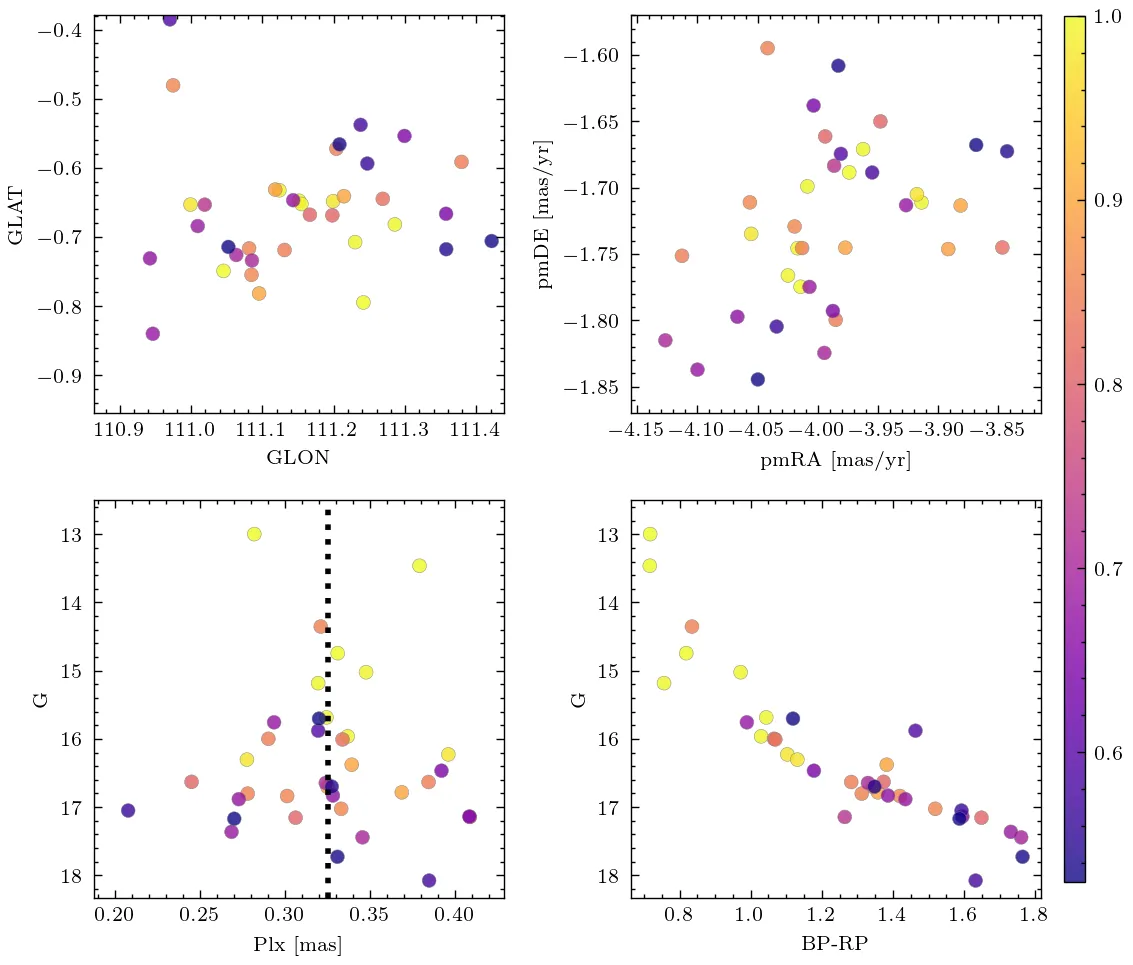 −0.4
−0.5
−0.6
−0.7
−0.8
−0.9
GLAT
110.9 111.0 111.1 111.2 111.3 111.4
GLON
−1.60
−1.65
−1.70
−1.75
−1.80
−1.85
pmDE [mas/yr]
−4.15 −4.10 −4.05 −4.00 −3.95 −3.90 −3.85
pmRA [mas/yr]
13
14
15
16
17
18
G
0.20 0.25 0.30 0.35 0.40
Plx [mas]
13
14
15
16
17
18
G
0.8 1.0 1.2 1.4 1.6 1.8
BP-RP
1.0
0.9
0.8
0.7
0.6